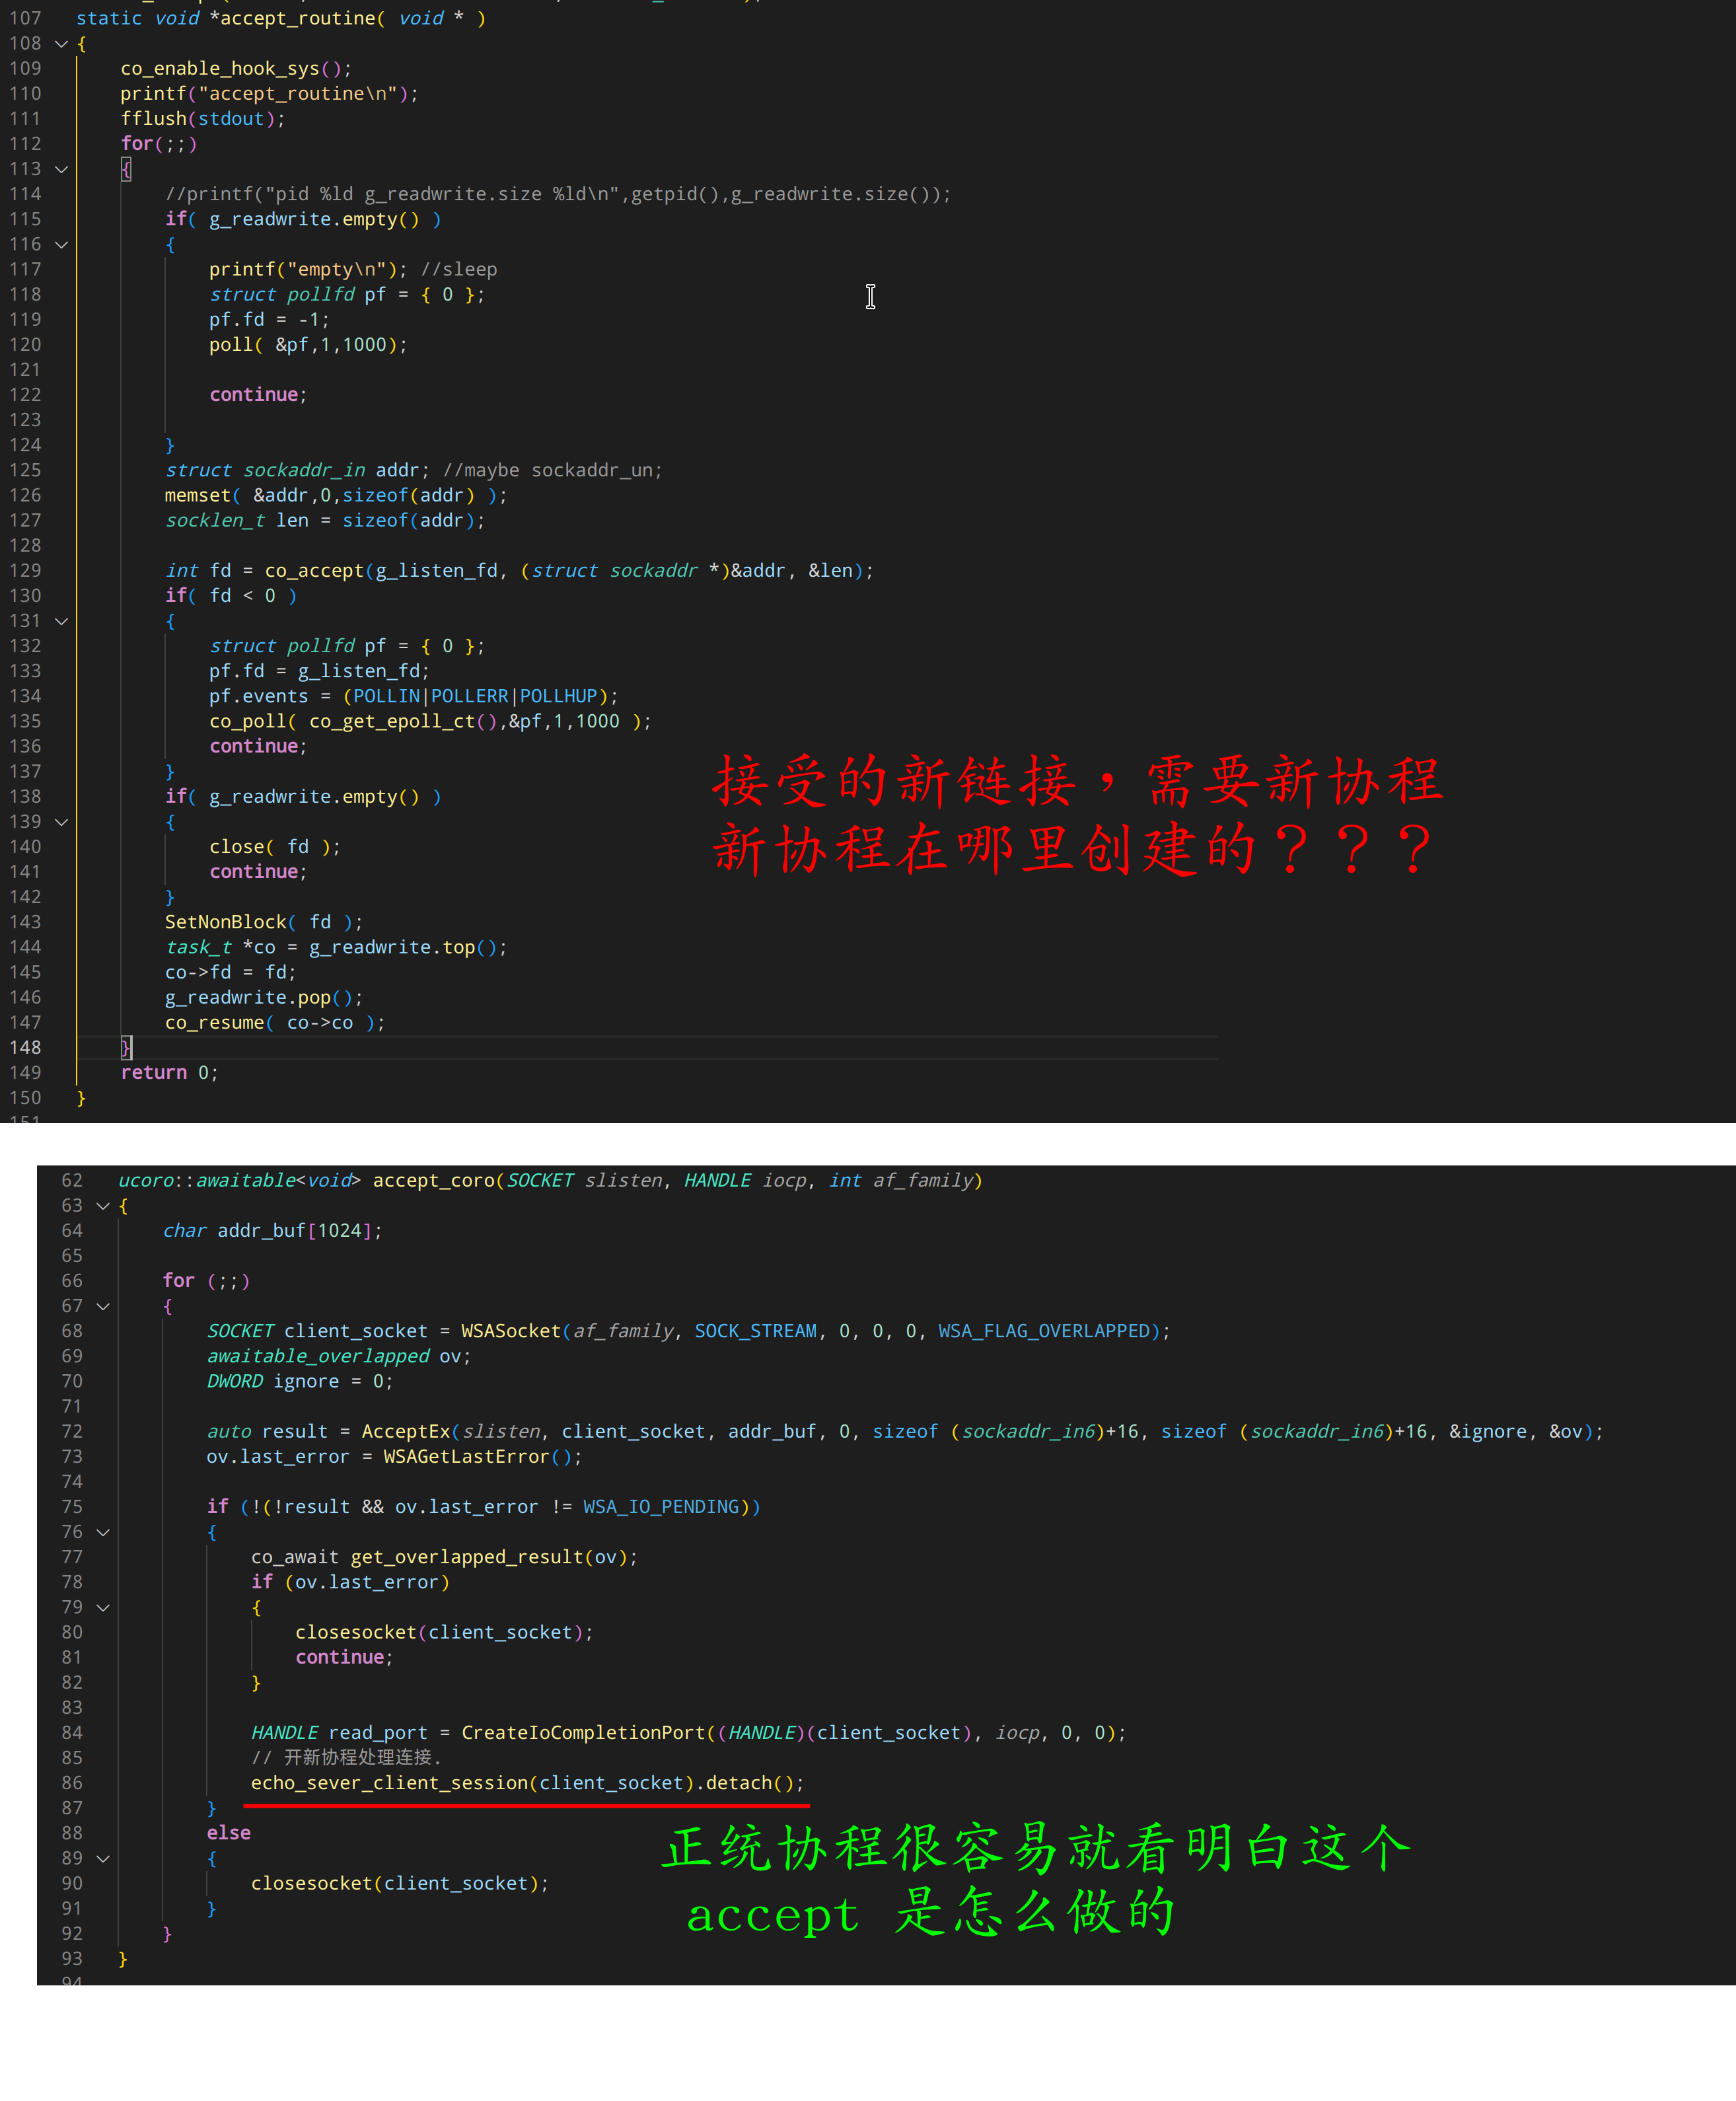 107 static void *accept_routine( void * )
108 {
109 co_enable_hook_sys();
110 printf("accept_routine\n");
111 fflush(stdout);
112 for(;;)
113 {
114 //printf("pid %ld g_readwrite.size %ld\n",getpid(),g_readwrite.size());
115 if( g_readwrite.empty() )
116 {
117 printf("empty\n"); //sleep
118 struct pollfd pf = { 0 };
119 pf.fd = -1;
120 poll( &pf,1,1000);
121
122 continue;
123
124 }
125 struct sockaddr_in addr; //maybe sockaddr_un;
126 memset( &addr,0,sizeof(addr) );
127 socklen_t len = sizeof(addr);
128
129 int fd = co_accept(g_listen_fd, (struct sockaddr *)&addr, &len);
130 if( fd < 0 )
131 {
132 struct pollfd pf = { 0 };
133 pf.fd = g_listen_fd;
134 pf.events = (POLLIN|POLLERR|POLLHUP);
135 co_poll( co_get_epoll_ct(),&pf,1,1000 );
136 continue;
137 }
138 if( g_readwrite.empty() )
139 {
140 close( fd );
141 continue;
142 }
143 SetNonBlock( fd );
144 task_t *co = g_readwrite.top();
145 co->fd = fd;
146 g_readwrite.pop();
147 co_resume( co->co );
148 }
149 return 0;
150 }
接受的新链接，需要新协程
新协程在哪里创建的？？？
62 ucoro::awaitable<void> accept_coro(SOCKET slisten, HANDLE iocp, int af_family)
63 {
64 char addr_buf[1024];
65
66 for (;;)
67 {
68 SOCKET client_socket = WSASocket(af_family, SOCK_STREAM, 0, 0, 0, WSA_FLAG_OVERLAPPED);
69 awaitable_overlapped ov;
70 DWORD ignore = 0;
71
72 auto result = AcceptEx(slisten, client_socket, addr_buf, 0, sizeof (sockaddr_in6)+16, sizeof (sockaddr_in6)+16, &ignore, &ov);
73 ov.last_error = WSAGetLastError();
74
75 if (!(!result && ov.last_error != WSA_IO_PENDING))
76 {
77 co_await get_overlapped_result(ov);
78 if (ov.last_error)
79 {
80 closesocket(client_socket);
81 continue;
82 }
83
84 HANDLE read_port = CreateIoCompletionPort((HANDLE)(client_socket), iocp, 0, 0);
85 // 开新协程处理连接.
86 echo_sever_client_session(client_socket).detach();
87 }
88 else
89 {
90 closesocket(client_socket);
91 }
92 }
93 }
正统协程很容易就看明白这个
accept 是怎么做的